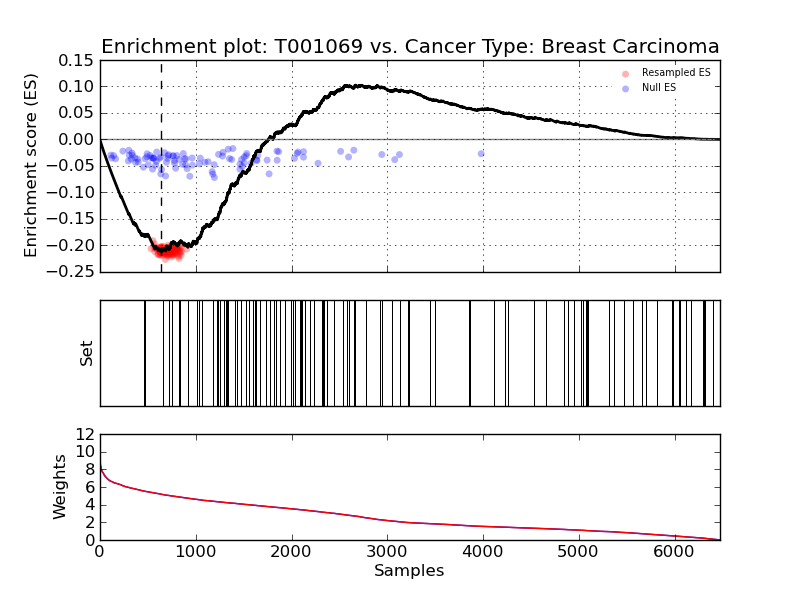 Enrichment plot: T001069 vs. Cancer Type: Breast Carcinoma
Enrichment score (ES)
0.15
0.10
0.05
0.00
−0.05
−0.10
−0.15
−0.20
−0.25
Resampled ES
Null ES
Set
Weights
12
10
8
6
4
2
0
0 1000 2000 3000 4000 5000 6000
Samples